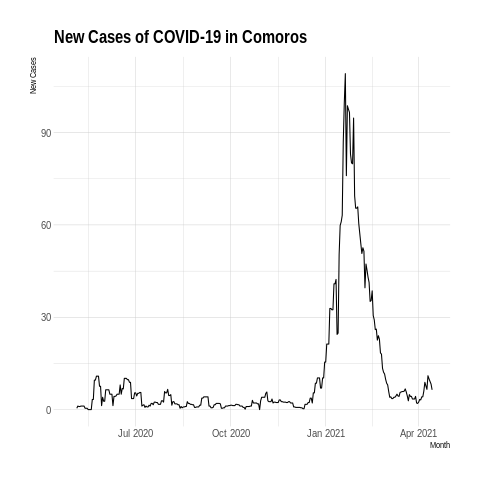 New Cases of COVID-19 in Comoros
New Cases
90
60
30
0
Jul 2020
Oct 2020
Jan 2021
Apr 2021
Month